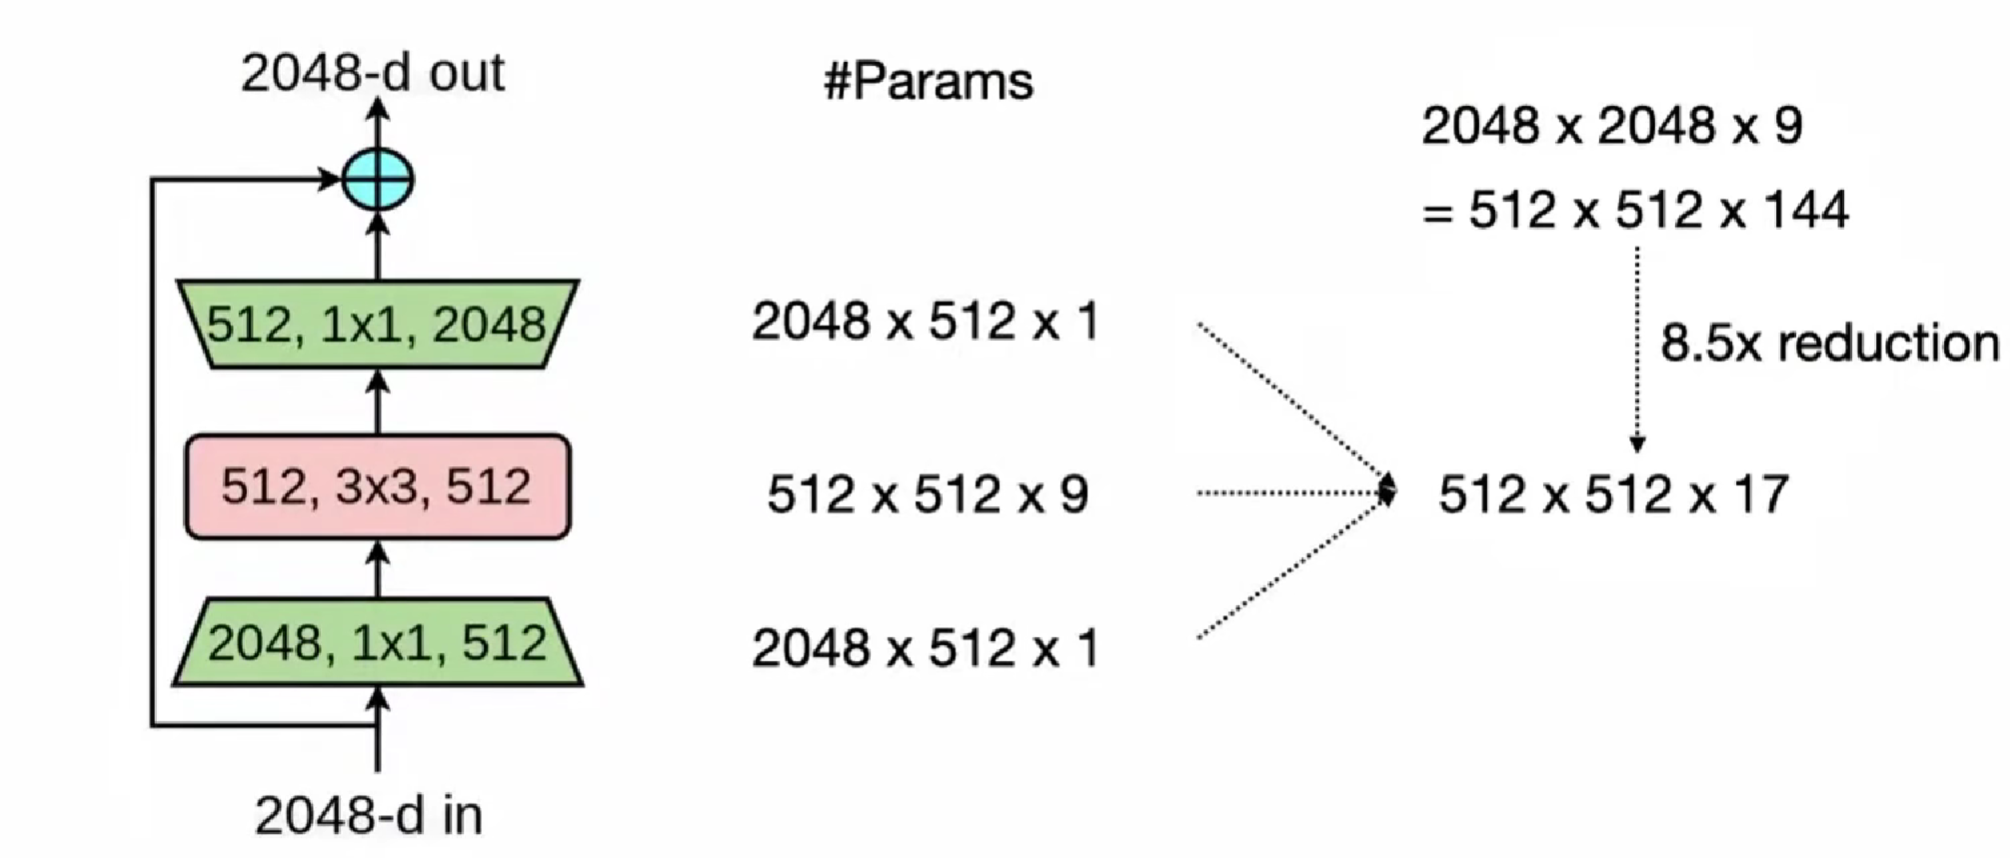 2048-d out
512, 1x1, 2048
512, 3x3, 512
2048, 1x1, 512
2048-d in
#Params
2048 x 512 x 1
512 x 512 x 9
2048 x 512 x 1
2048 x 2048 x 9
= 512 x 512 x 144
8.5x reduction
512 x 512 x 17